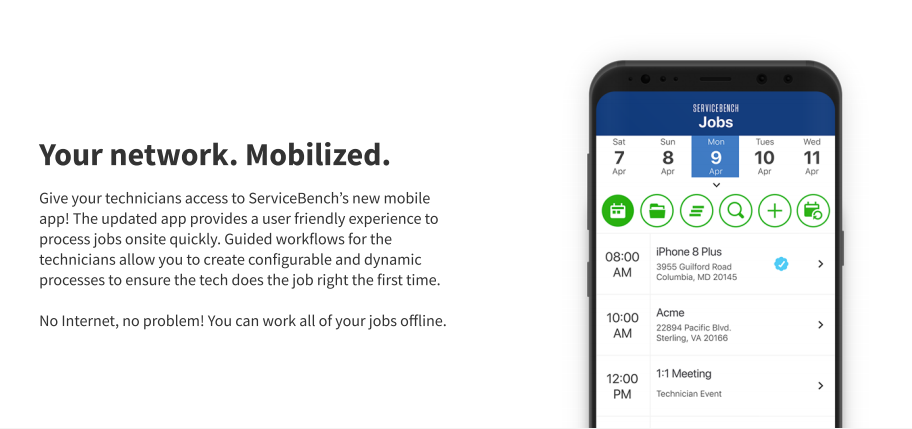 Your network. Mobilized.
Give your technicians access to ServiceBench’s new mobile
app! The updated app provides a user friendly experience to
process jobs onsite quickly. Guided workflows for the
technicians allow you to create configurable and dynamic
processes to ensure the tech does the job right the first time.
No Internet, no problem! You can work all of your jobs offline.
SERVICEBENCH
Jobs
Sat Sun Mon Tues Wed
7 8 9 10 11
Apr Apr Apr Apr Apr
08:00
AM
iPhone 8 Plus
3955 Guilford Road
Columbia, MD 20145
10:00
AM
Acme
22894 Pacific Blvd.
Sterling, VA 20166
12:00
PM
1:1 Meeting
Technician Event